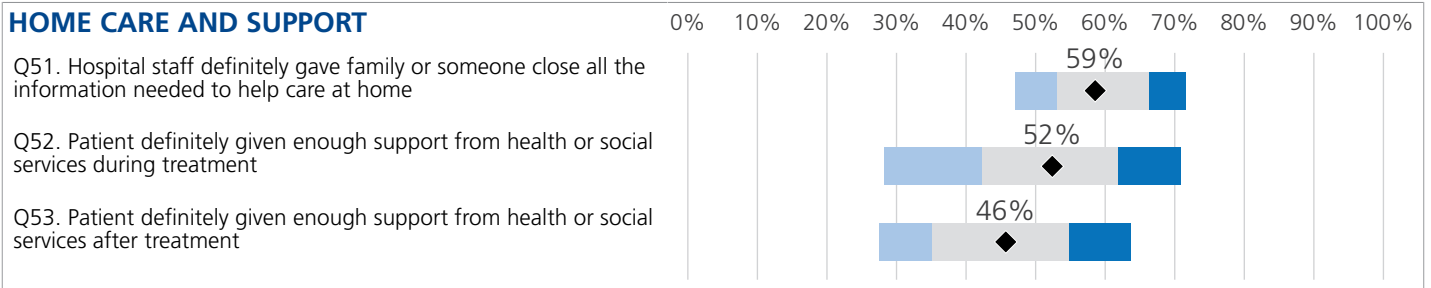 HOME CARE AND SUPPORT
0% 10% 20% 30% 40% 50% 60% 70% 80% 90% 100%
Q51. Hospital staff definitely gave family or someone close all the
information needed to help care at home
59%
Q52. Patient definitely given enough support from health or social
services during treatment
52%
Q53. Patient definitely given enough support from health or social
services after treatment
46%